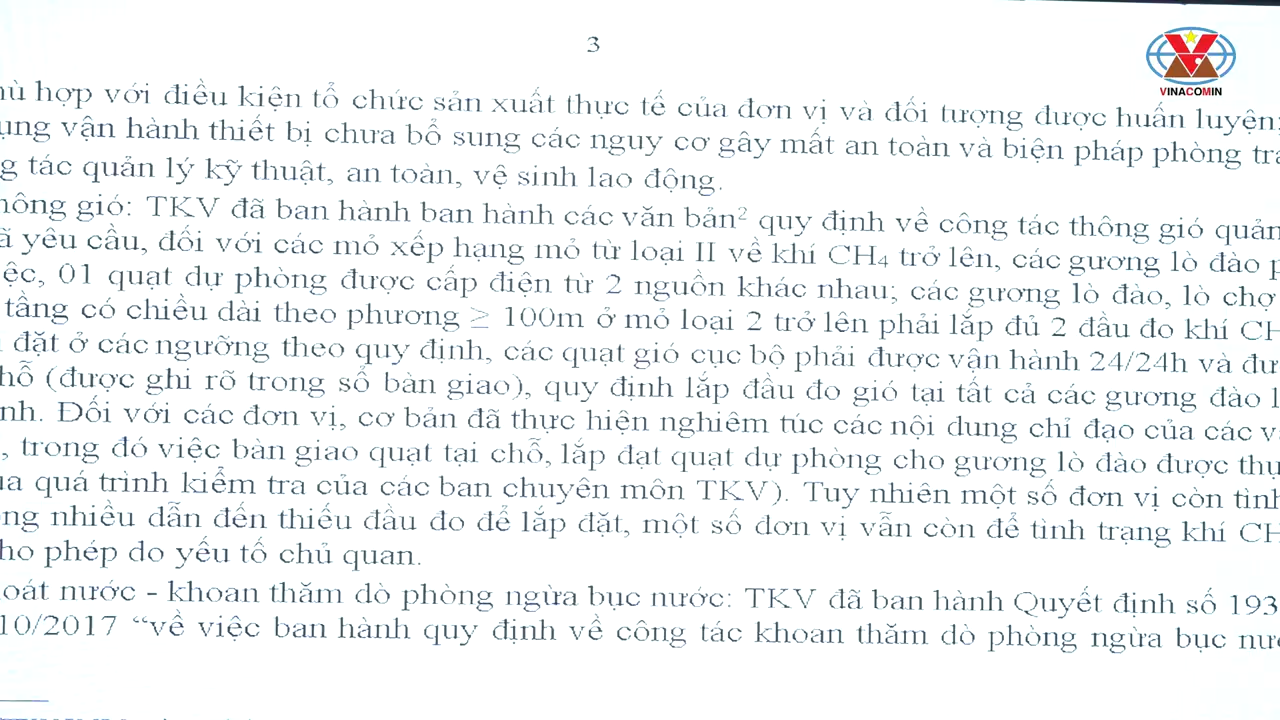 3
VINACOMIN
hù hợp với điều kiện tổ chức sản xuất thực tế của đơn vị và đối tượng được huấn luyện;
ụng vận hành thiết bị chưa bổ sung các nguy cơ gây mất an toàn và biện pháp phòng trá
g tác quản lý kỹ thuật, an toàn, vệ sinh lao động.
hông gió: TKV đã ban hành ban hành các văn bản² quy định về công tác thông gió quản
ã yêu cầu, đối với các mỏ xếp hạng mỏ từ loại II về khí CH₄ trở lên, các gương lò đào p
ệc, 01 quạt dự phòng được cấp điện từ 2 nguồn khác nhau; các gương lò đào, lò chợ
tầng có chiều dài theo phương ≥ 100m ở mỏ loại 2 trở lên phải lắp đủ 2 đầu đo khí CH
đặt ở các ngưỡng theo quy định, các quạt gió cục bộ phải được vận hành 24/24h và đư
hỗ (được ghi rõ trong sổ bàn giao), quy định lắp đầu đo gió tại tất cả các gương đào l
nh. Đối với các đơn vị, cơ bản đã thực hiện nghiêm túc các nội dung chỉ đạo của các v
, trong đó việc bàn giao quạt tại chỗ, lắp đạt quạt dự phòng cho gương lò đào được thự
ua quá trình kiểm tra của các ban chuyên môn TKV). Tuy nhiên một số đơn vị còn tình
ng nhiều dẫn đến thiếu đầu đo để lắp đặt, một số đơn vị vẫn còn để tình trạng khí CH
ho phép do yếu tố chủ quan.
oát nước - khoan thăm dò phòng ngừa bục nước: TKV đã ban hành Quyết định số 193
10/2017 “về việc ban hành quy định về công tác khoan thăm dò phòng ngừa bục nướ